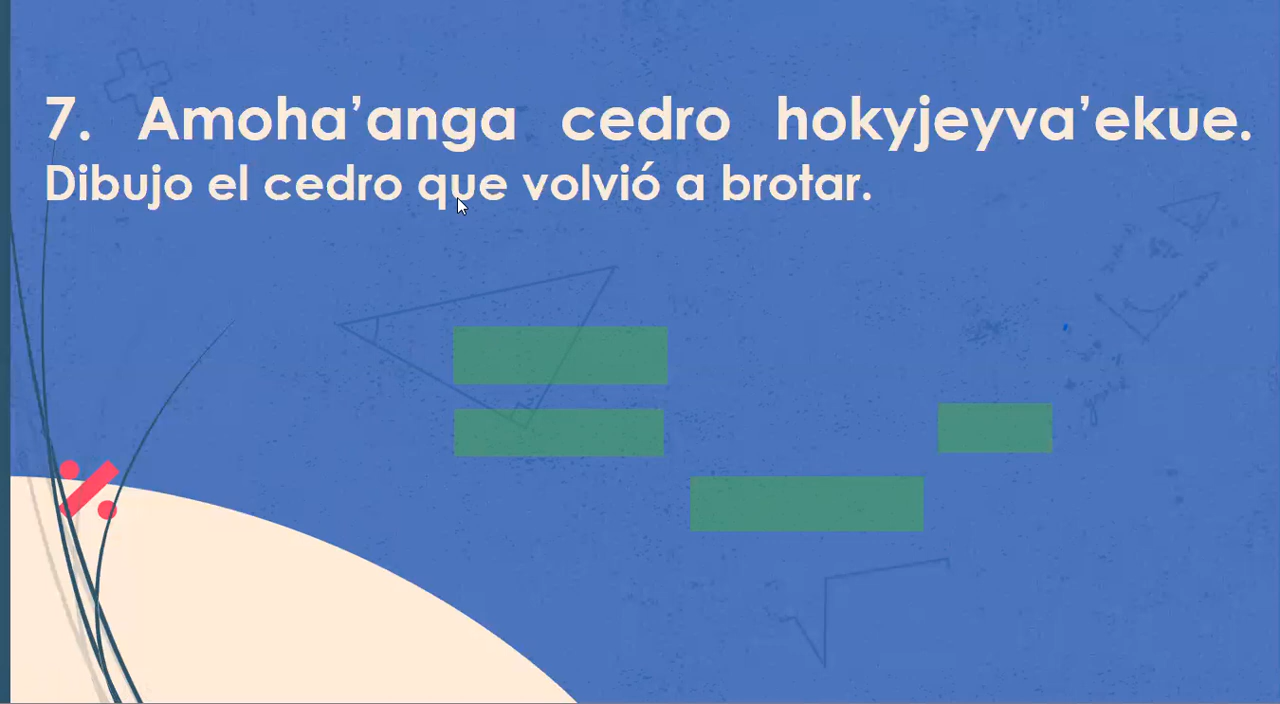 7. Amoha’anga cedro hokyjeyva’ekue.
Dibujo el cedro que volvió a brotar.